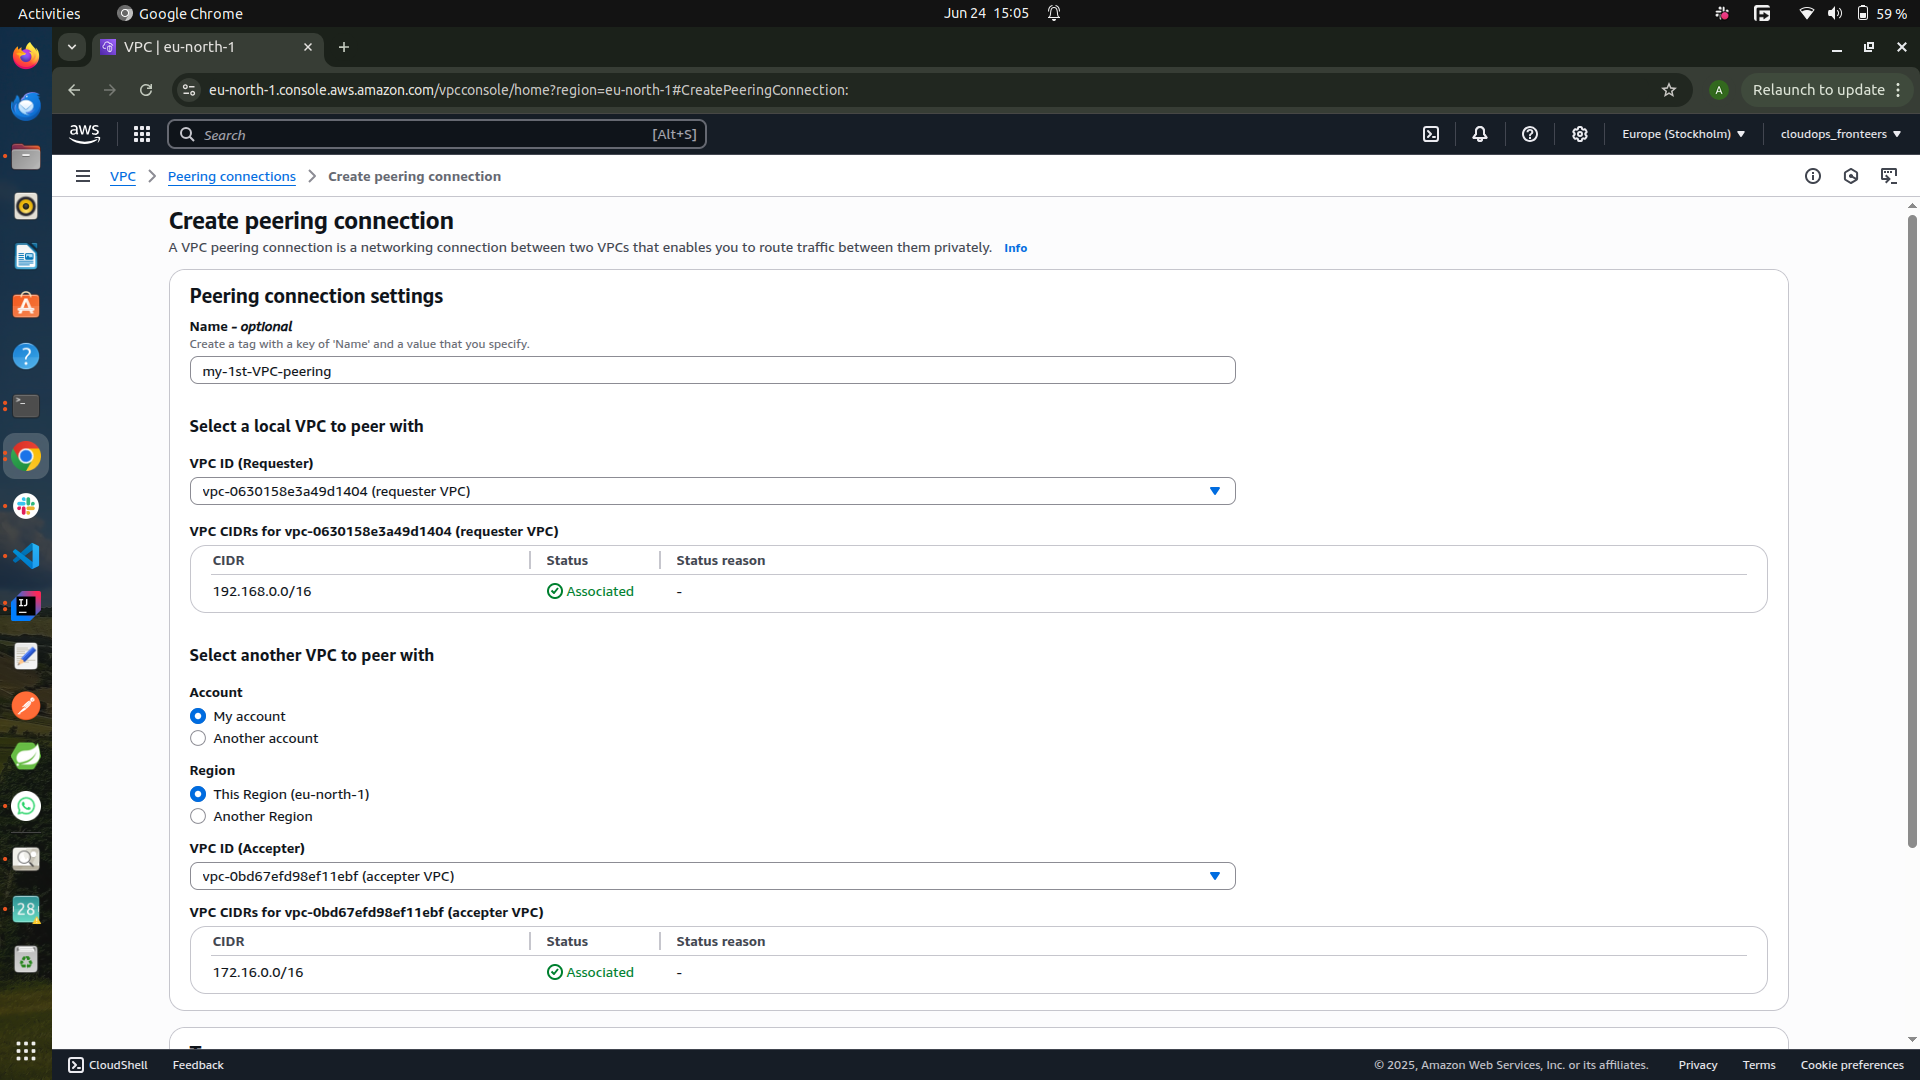 Activities
Google Chrome
Jun 24 15:05
59 %
VPC | eu-north-1
eu-north-1.console.aws.amazon.com/vpcconsole/home?region=eu-north-1#CreatePeeringConnection:
A
Relaunch to update
aws
Search
[Alt+S]
Europe (Stockholm)
cloudops_fronteers
VPC
Peering connections
Create peering connection
Create peering connection
A VPC peering connection is a networking connection between two VPCs that enables you to route traffic between them privately. Info
Peering connection settings
Name - optional
Create a tag with a key of 'Name' and a value that you specify.
my-1st-VPC-peering
Select a local VPC to peer with
VPC ID (Requester)
vpc-0630158e3a49d1404 (requester VPC)
VPC CIDRs for vpc-0630158e3a49d1404 (requester VPC)
CIDR Status Status reason
192.168.0.0/16 Associated -
Select another VPC to peer with
Account
My account
Another account
Region
This Region (eu-north-1)
Another Region
VPC ID (Accepter)
vpc-0bd67efd98ef11ebf (accepter VPC)
VPC CIDRs for vpc-0bd67efd98ef11ebf (accepter VPC)
CIDR Status Status reason
172.16.0.0/16 Associated -
IJ
28
CloudShell
Feedback
© 2025, Amazon Web Services, Inc. or its affiliates.
Privacy
Terms
Cookie preferences